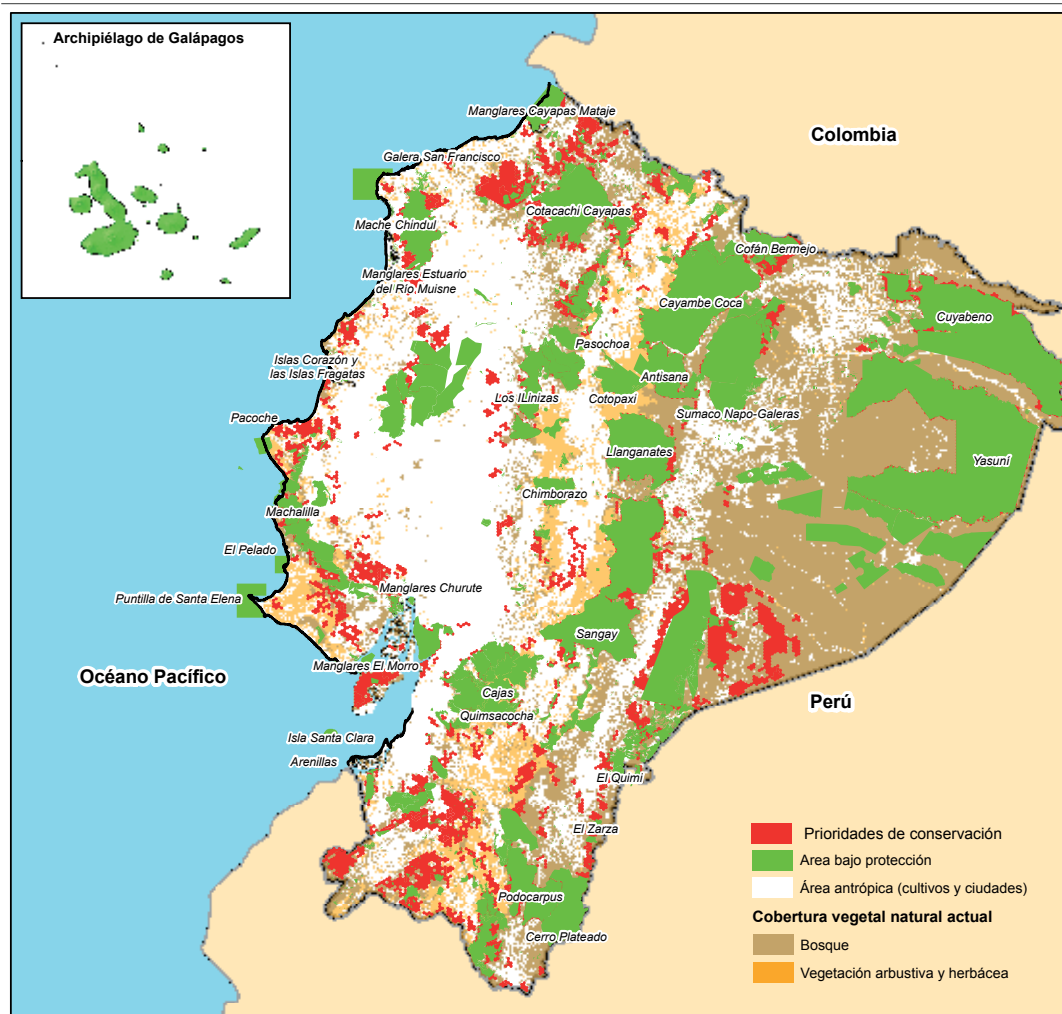 Archipiélago de Galápagos
Manglares Cayapas Mataje
Colombia
Galera San Francisco
Cotacachi Cayapas
Mache Chindul
Cofán Bermejo
Manglares Estuario
del Río Muisne
Cayambe Coca
Cuyabeno
Pasochoa
Islas Corazón y
las Islas Fragatas
Antisana
Los ILinizas
Cotopaxi
Sumaco Napo-Galeras
Pacoche
Llanganates
Yasuní
Chimborazo
Machalilla
El Pelado
Manglares Churute
Puntilla de Santa Elena
Sangay
Manglares El Morro
Océano Pacífico
Cajas
Perú
Quimsacocha
Isla Santa Clara
Arenillas
El Quimi
El Zarza
Prioridades de conservación
Area bajo protección
Área antrópica (cultivos y ciudades)
Podocarpus
Cobertura vegetal natural actual
Cerro Plateado
Bosque
Vegetación arbustiva y herbácea